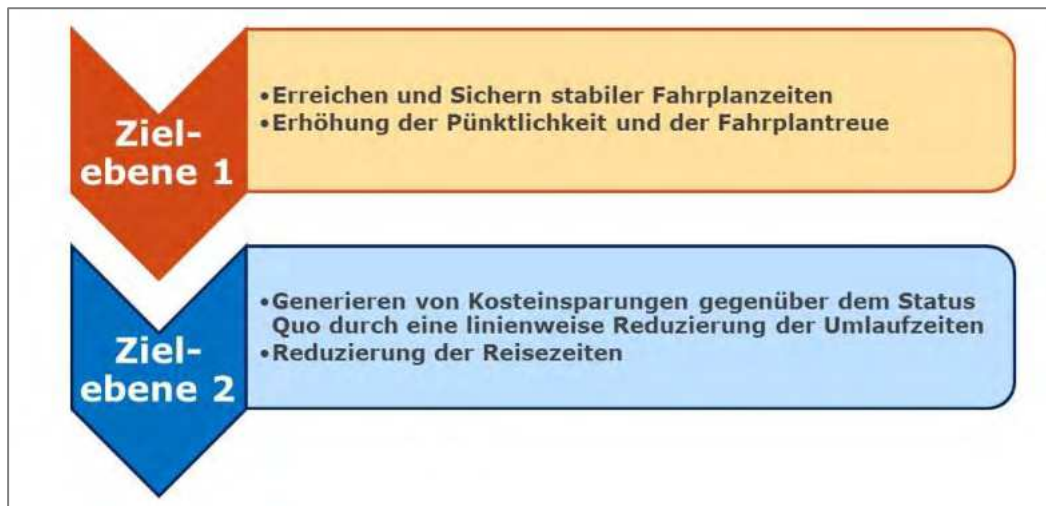 Ziel-
ebene 1
•Erreichen und Sichern stabiler Fahrplanzeiten
•Erhöhung der Pünktlichkeit und der Fahrplantreue
Ziel-
ebene 2
•Generieren von Kosteinsparungen gegenüber dem Status
Quo durch eine linienweise Reduzierung der Umlaufzeiten
•Reduzierung der Reisezeiten